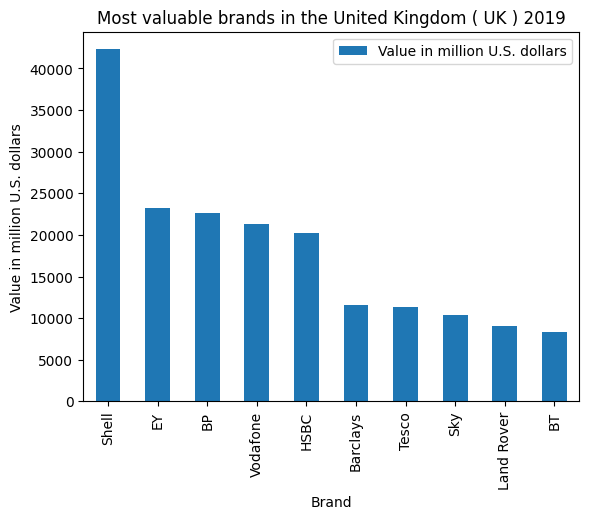 Most valuable brands in the United Kingdom ( UK ) 2019
Value in million U.S. dollars
Value in million U.S. dollars
40000
35000
30000
25000
20000
15000
10000
5000
0
Shell
EY
BP
Vodafone
HSBC
Barclays
Tesco
Sky
Land Rover
BT
Brand